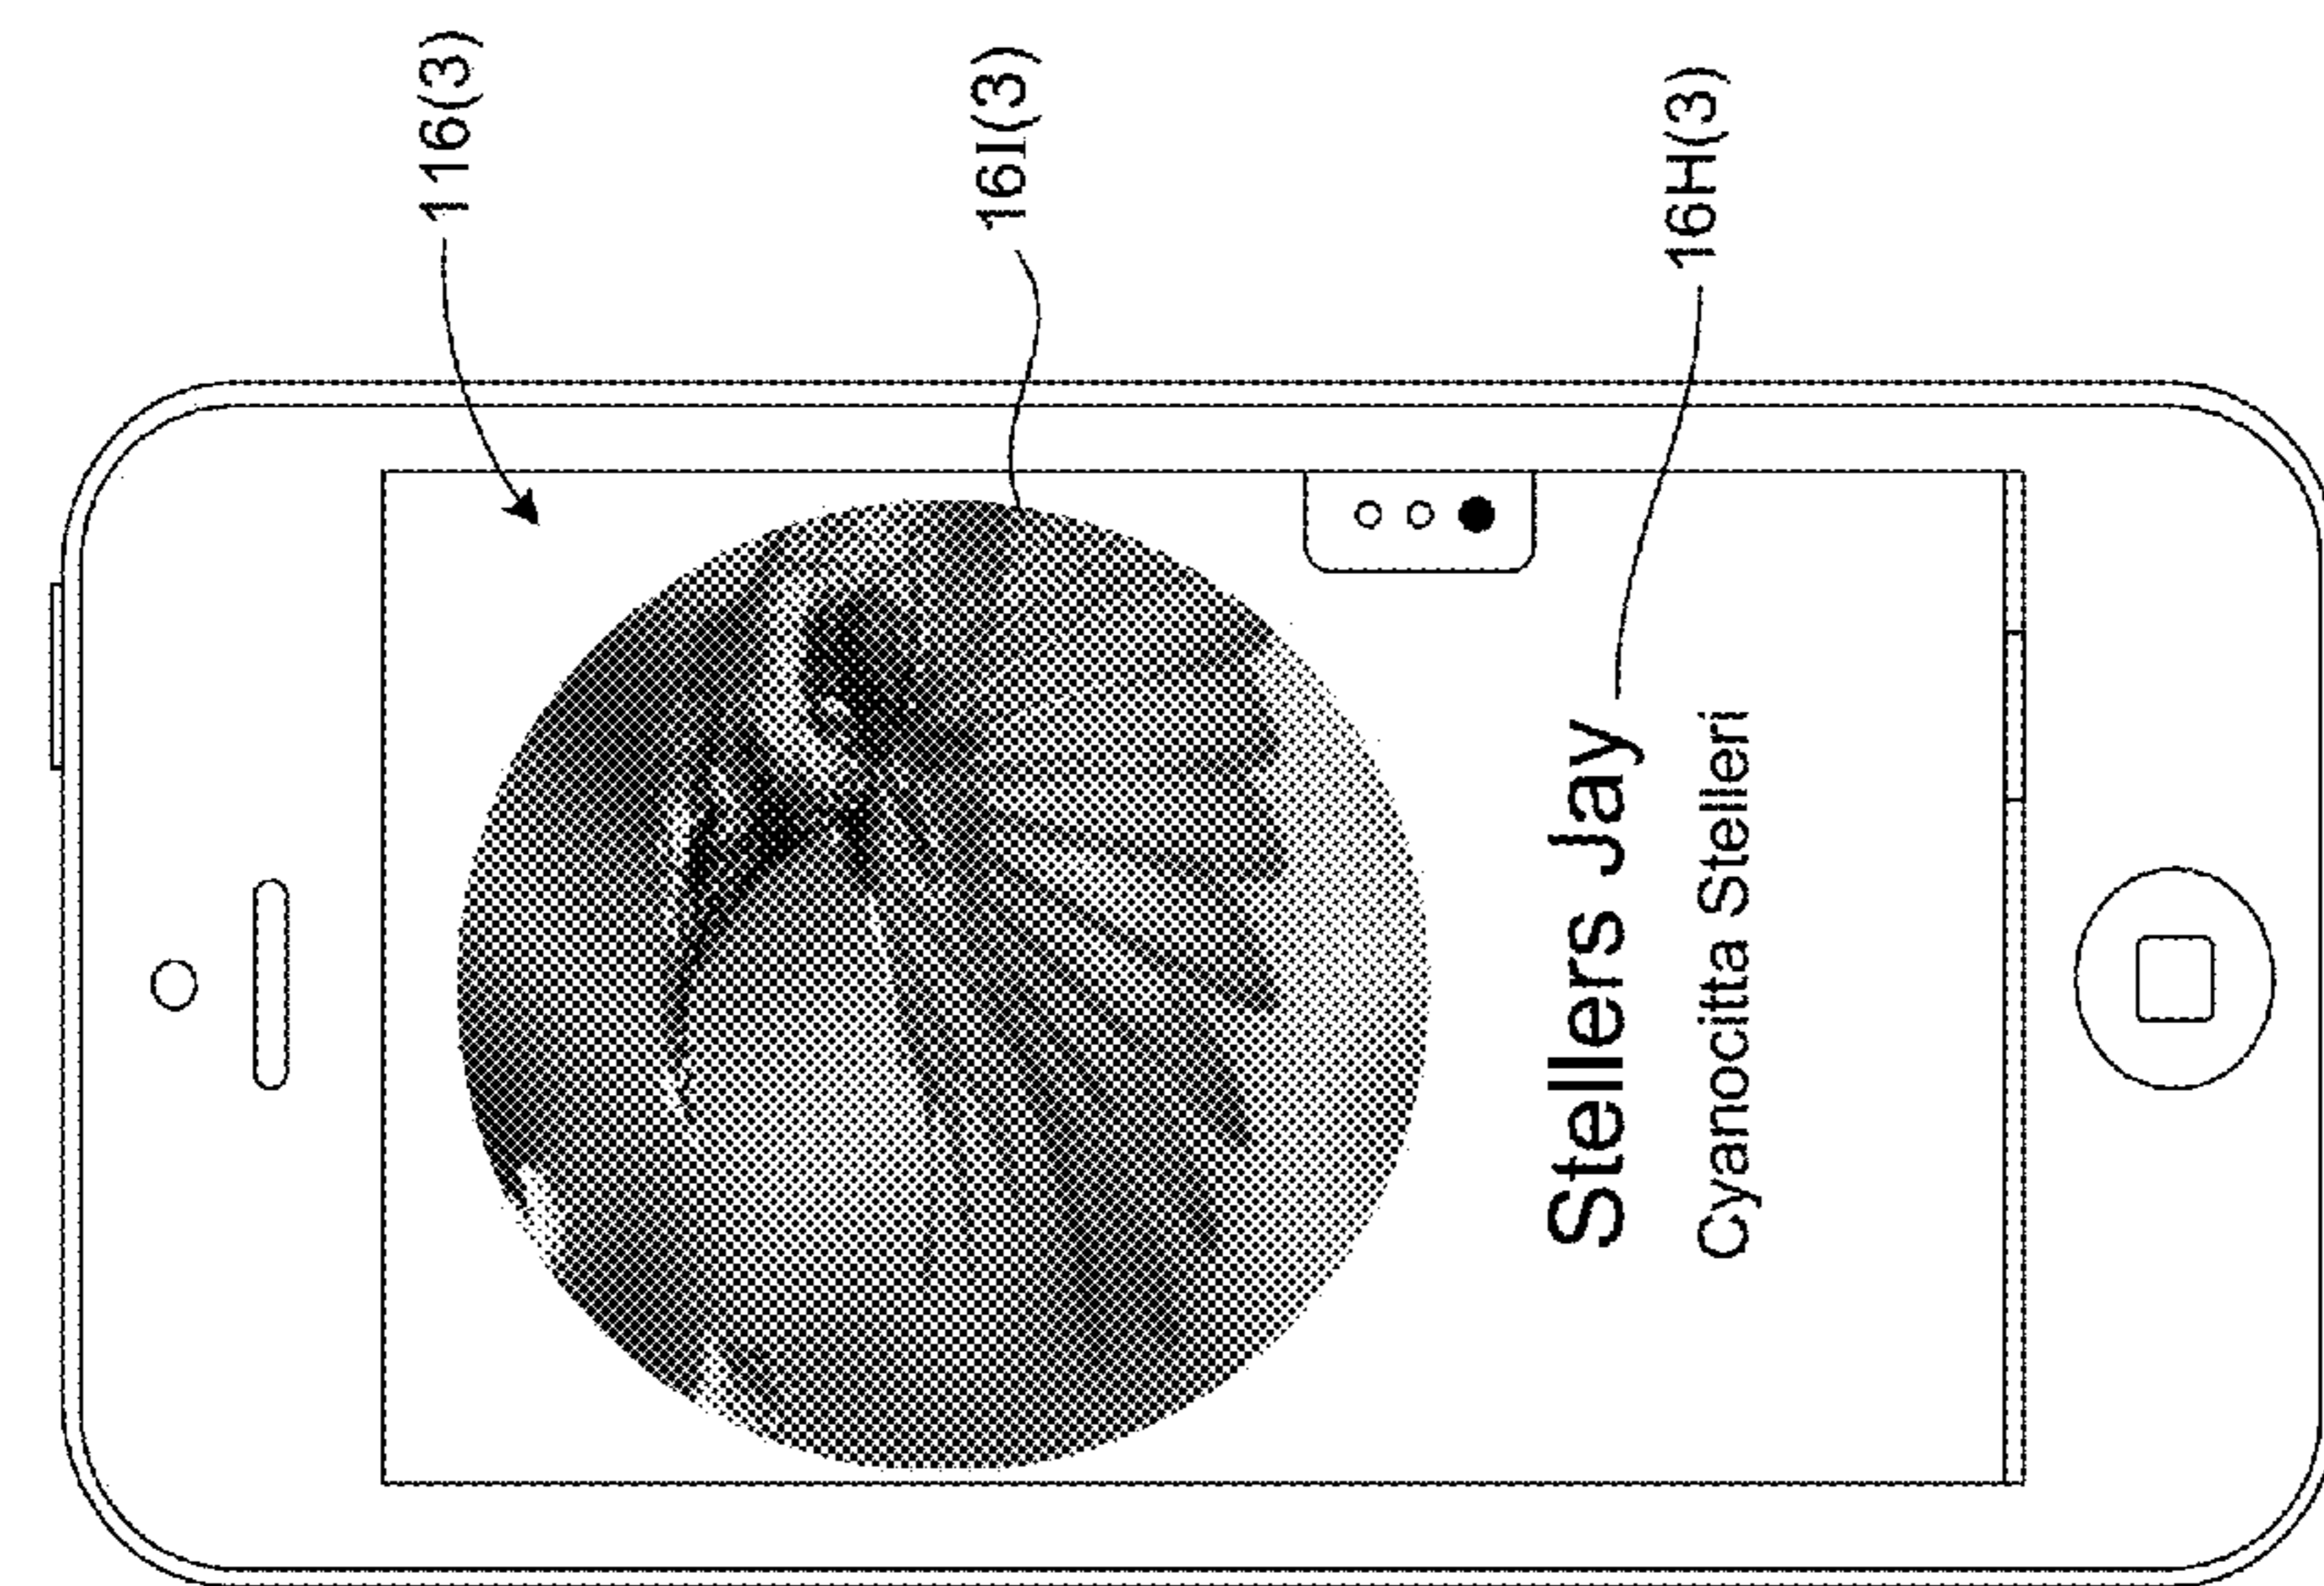 116(3)
16I(3)
16H(3)
Stellers Jay
Cyanocitta Stelleri